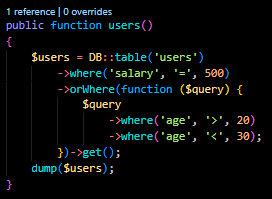 1 reference | 0 overrides
public function users()
{
    $users = DB::table('users')
        ->where('salary', '=', 500)
        ->orWhere(function ($query) {
            $query
                ->where('age', '>', 20)
                ->where('age', '<', 30);
        })->get();
    dump($users);
}